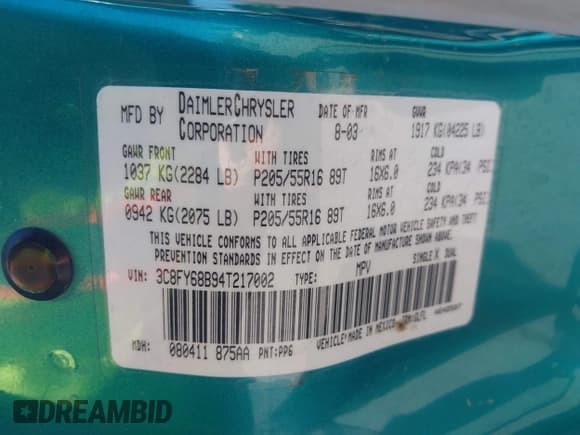 MFD BY DAIMLERCHRYSLER CORPORATION
DATE OF MFR 8-03
GVWR 1917 KG(04225 LB)
GAWR FRONT WITH TIRES RIMS AT COLD
1037 KG(2284 LB) P205/55R16 89T 16X6.0 234 KPA(34 PSI)
GAWR REAR WITH TIRES RIMS AT COLD
0942 KG(2075 LB) P205/55R16 89T 16X6.0 234 KPA(34 PSI)
THIS VEHICLE CONFORMS TO ALL APPLICABLE FEDERAL MOTOR VEHICLE SAFETY AND THEFT
PREVENTION STANDARDS IN EFFECT ON THE DATE OF MANUFACTURE SHOWN ABOVE.
VIN: 3C8FY68B94T217002 TYPE: MPV SINGLE X DUAL
MDH: 080411 875AA PNT:PP6 VEHICLE MADE IN MEXICO
DREAMBID